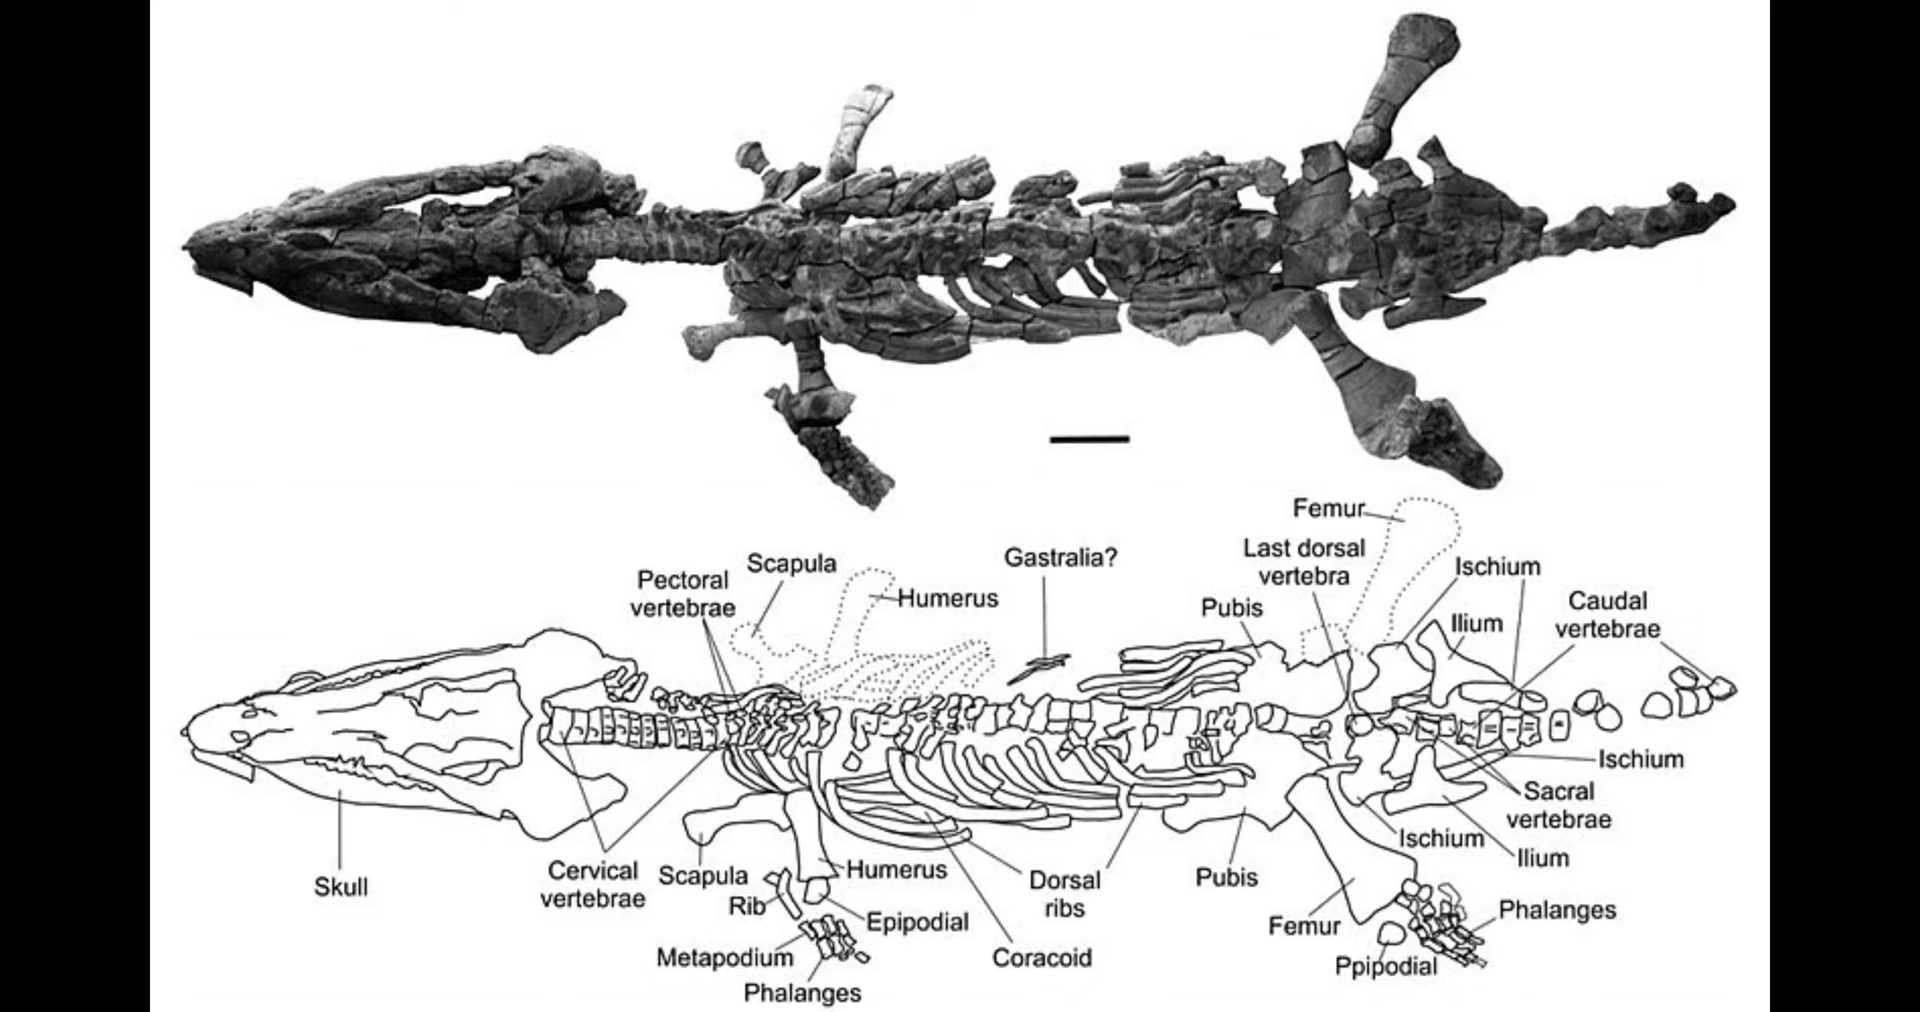 Femur
Last dorsal
vertebra
Gastralia?
Scapula
Pectoral
vertebrae
Humerus
Ischium
Pubis
Ilium
Caudal
vertebrae
Ischium
Sacral
vertebrae
Ischium
Ilium
Skull
Cervical
vertebrae
Scapula
Humerus
Rib
Epipodial
Dorsal
ribs
Pubis
Femur
Phalanges
Metapodium
Coracoid
Ppipodial
Phalanges